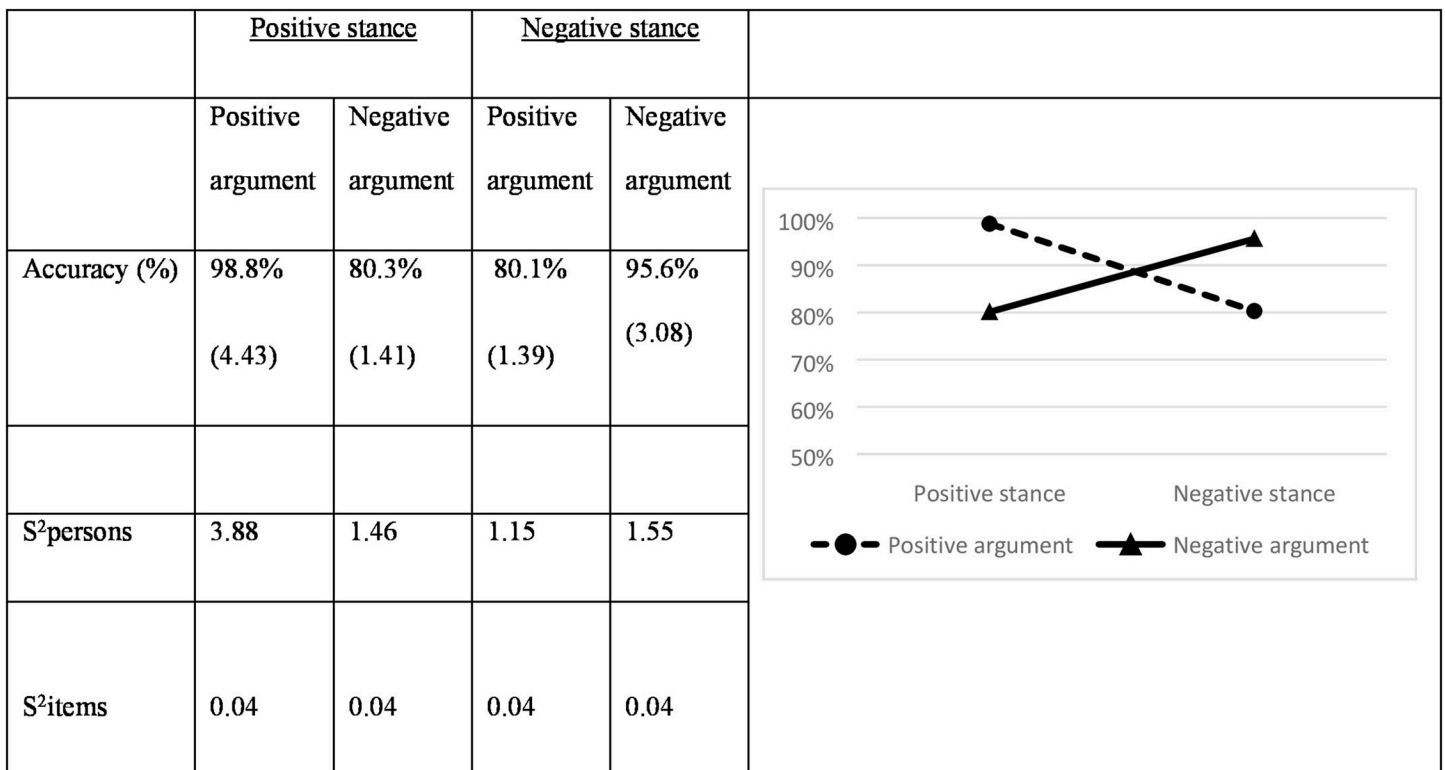 Positive stance Negative stance
Positive argument Negative argument Positive argument Negative argument
Accuracy (%) 98.8% 80.3% 80.1% 95.6%
(4.43) (1.41) (1.39) (3.08)
S²persons 3.88 1.46 1.15 1.55
S²items 0.04 0.04 0.04 0.04
100%
90%
80%
70%
60%
50%
Positive stance Negative stance
Positive argument Negative argument